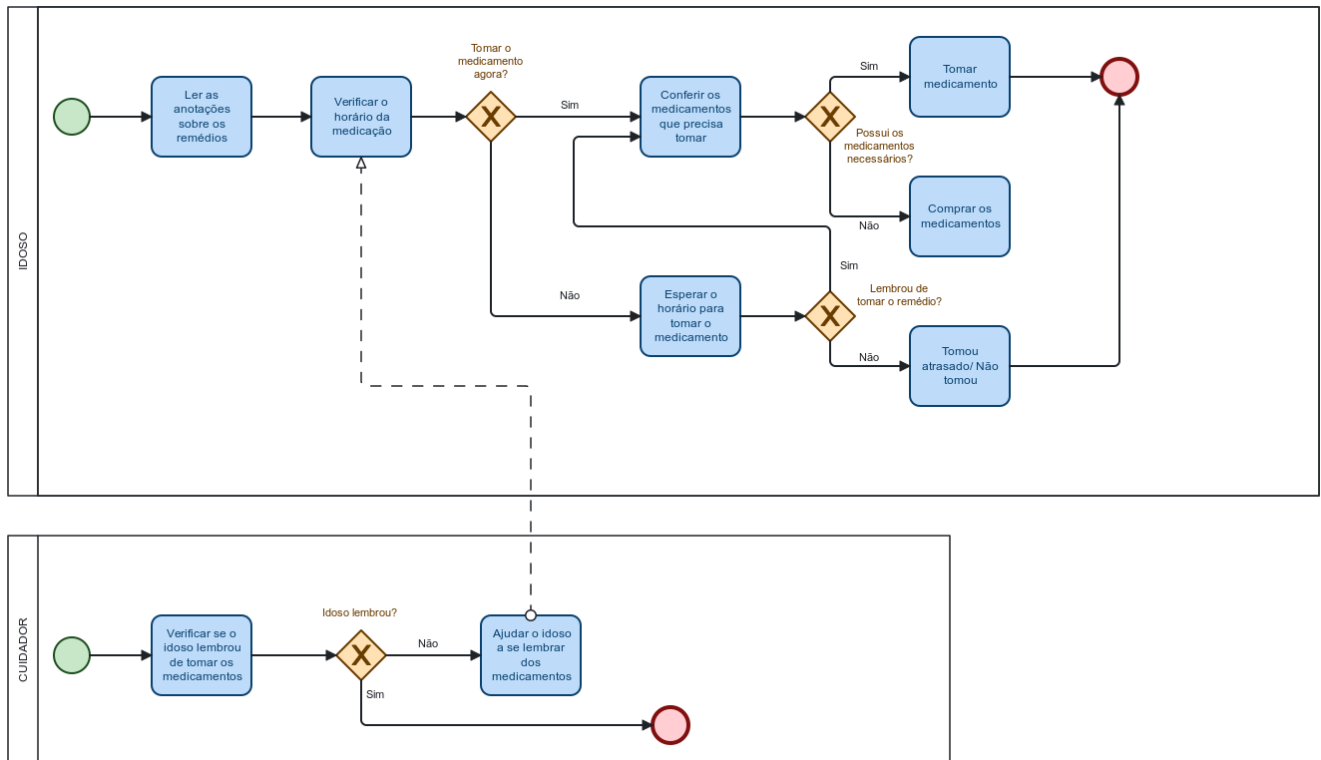 IDOSO
Ler as
anotações
sobre os
remédios
Verificar o
horário da
medicação
Tomar o
medicamento
agora?
Sim
Não
Conferir os
medicamentos
que precisa
tomar
Sim
Possui os
medicamentos
necessários?
Não
Tomar
medicamento
Comprar os
medicamentos
Esperar o
horário para
tomar o
medicamento
Sim
Lembrou de
tomar o remédio?
Não
Tomou
atrasado/ Não
tomou
CUIDADOR
Verificar se o
idoso lembrou
de tomar os
medicamentos
Idoso lembrou?
Não
Sim
Ajudar o idoso
a se lembrar
dos
medicamentos